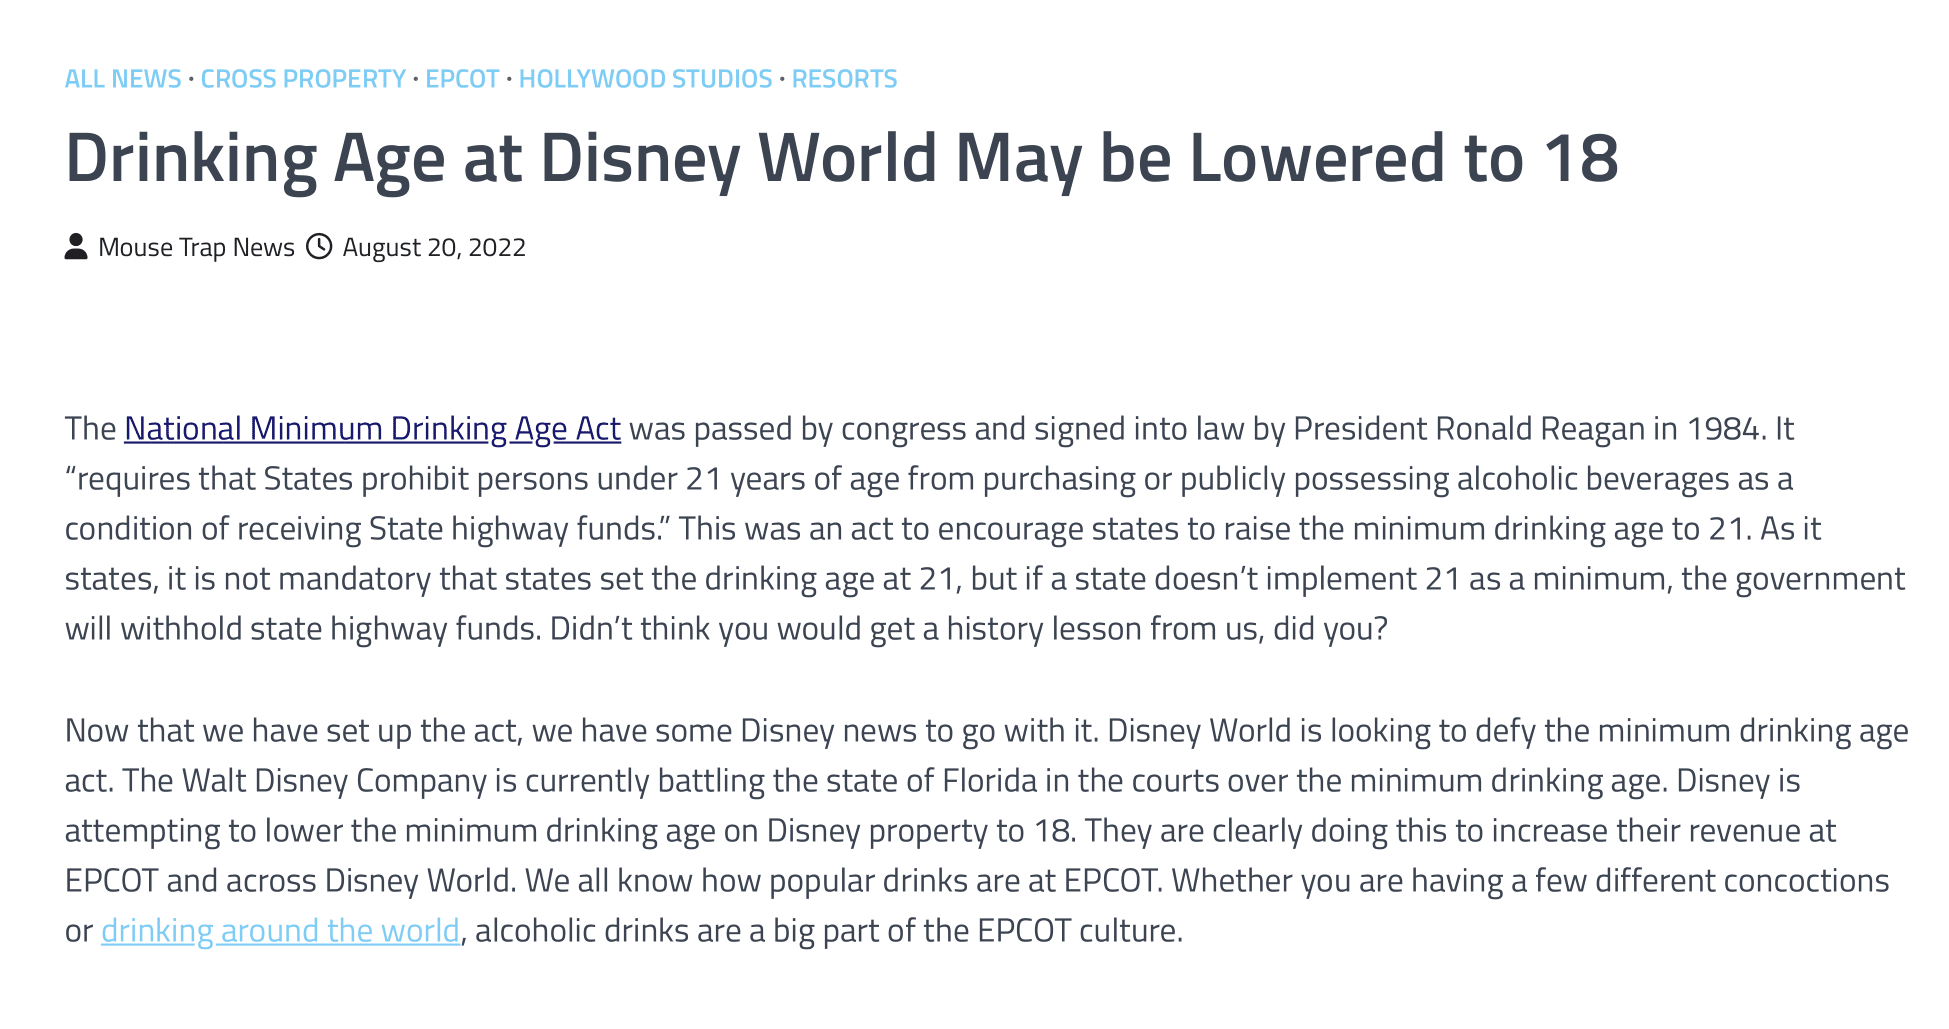 ALL NEWS · CROSS PROPERTY · EPCOT · HOLLYWOOD STUDIOS · RESORTS
Drinking Age at Disney World May be Lowered to 18
Mouse Trap News August 20, 2022
The National Minimum Drinking Age Act was passed by congress and signed into law by President Ronald Reagan in 1984. It
“requires that States prohibit persons under 21 years of age from purchasing or publicly possessing alcoholic beverages as a
condition of receiving State highway funds.” This was an act to encourage states to raise the minimum drinking age to 21. As it
states, it is not mandatory that states set the drinking age at 21, but if a state doesn’t implement 21 as a minimum, the government
will withhold state highway funds. Didn’t think you would get a history lesson from us, did you?
Now that we have set up the act, we have some Disney news to go with it. Disney World is looking to defy the minimum drinking age
act. The Walt Disney Company is currently battling the state of Florida in the courts over the minimum drinking age. Disney is
attempting to lower the minimum drinking age on Disney property to 18. They are clearly doing this to increase their revenue at
EPCOT and across Disney World. We all know how popular drinks are at EPCOT. Whether you are having a few different concoctions
or drinking around the world, alcoholic drinks are a big part of the EPCOT culture.